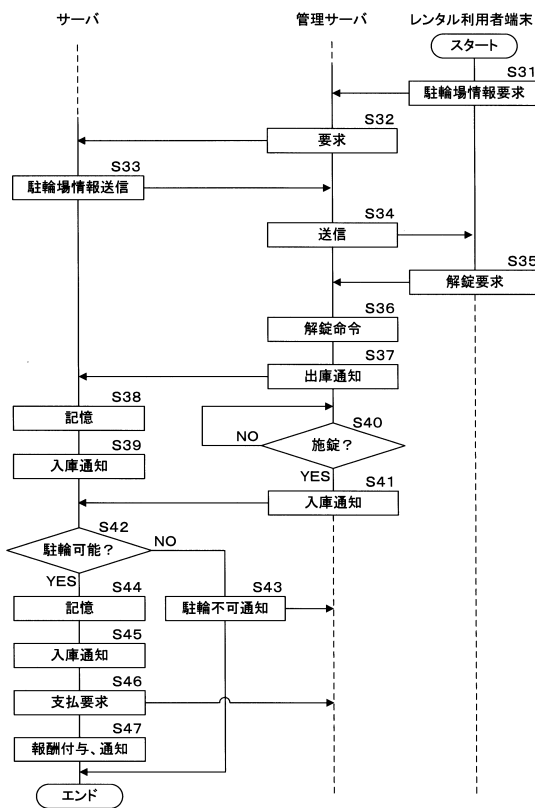 サーバ
管理サーバ
レンタル利用者端末
スタート
S31
駐輪場情報要求
S32
要求
S33
駐輪場情報送信
S34
送信
S35
解錠要求
S36
解錠命令
S37
出庫通知
S38
記憶
S39
入庫通知
S40
施錠?
NO
YES
S41
入庫通知
S42
駐輪可能?
NO
YES
S43
駐輪不可通知
S44
記憶
S45
入庫通知
S46
支払要求
S47
報酬付与、通知
エンド